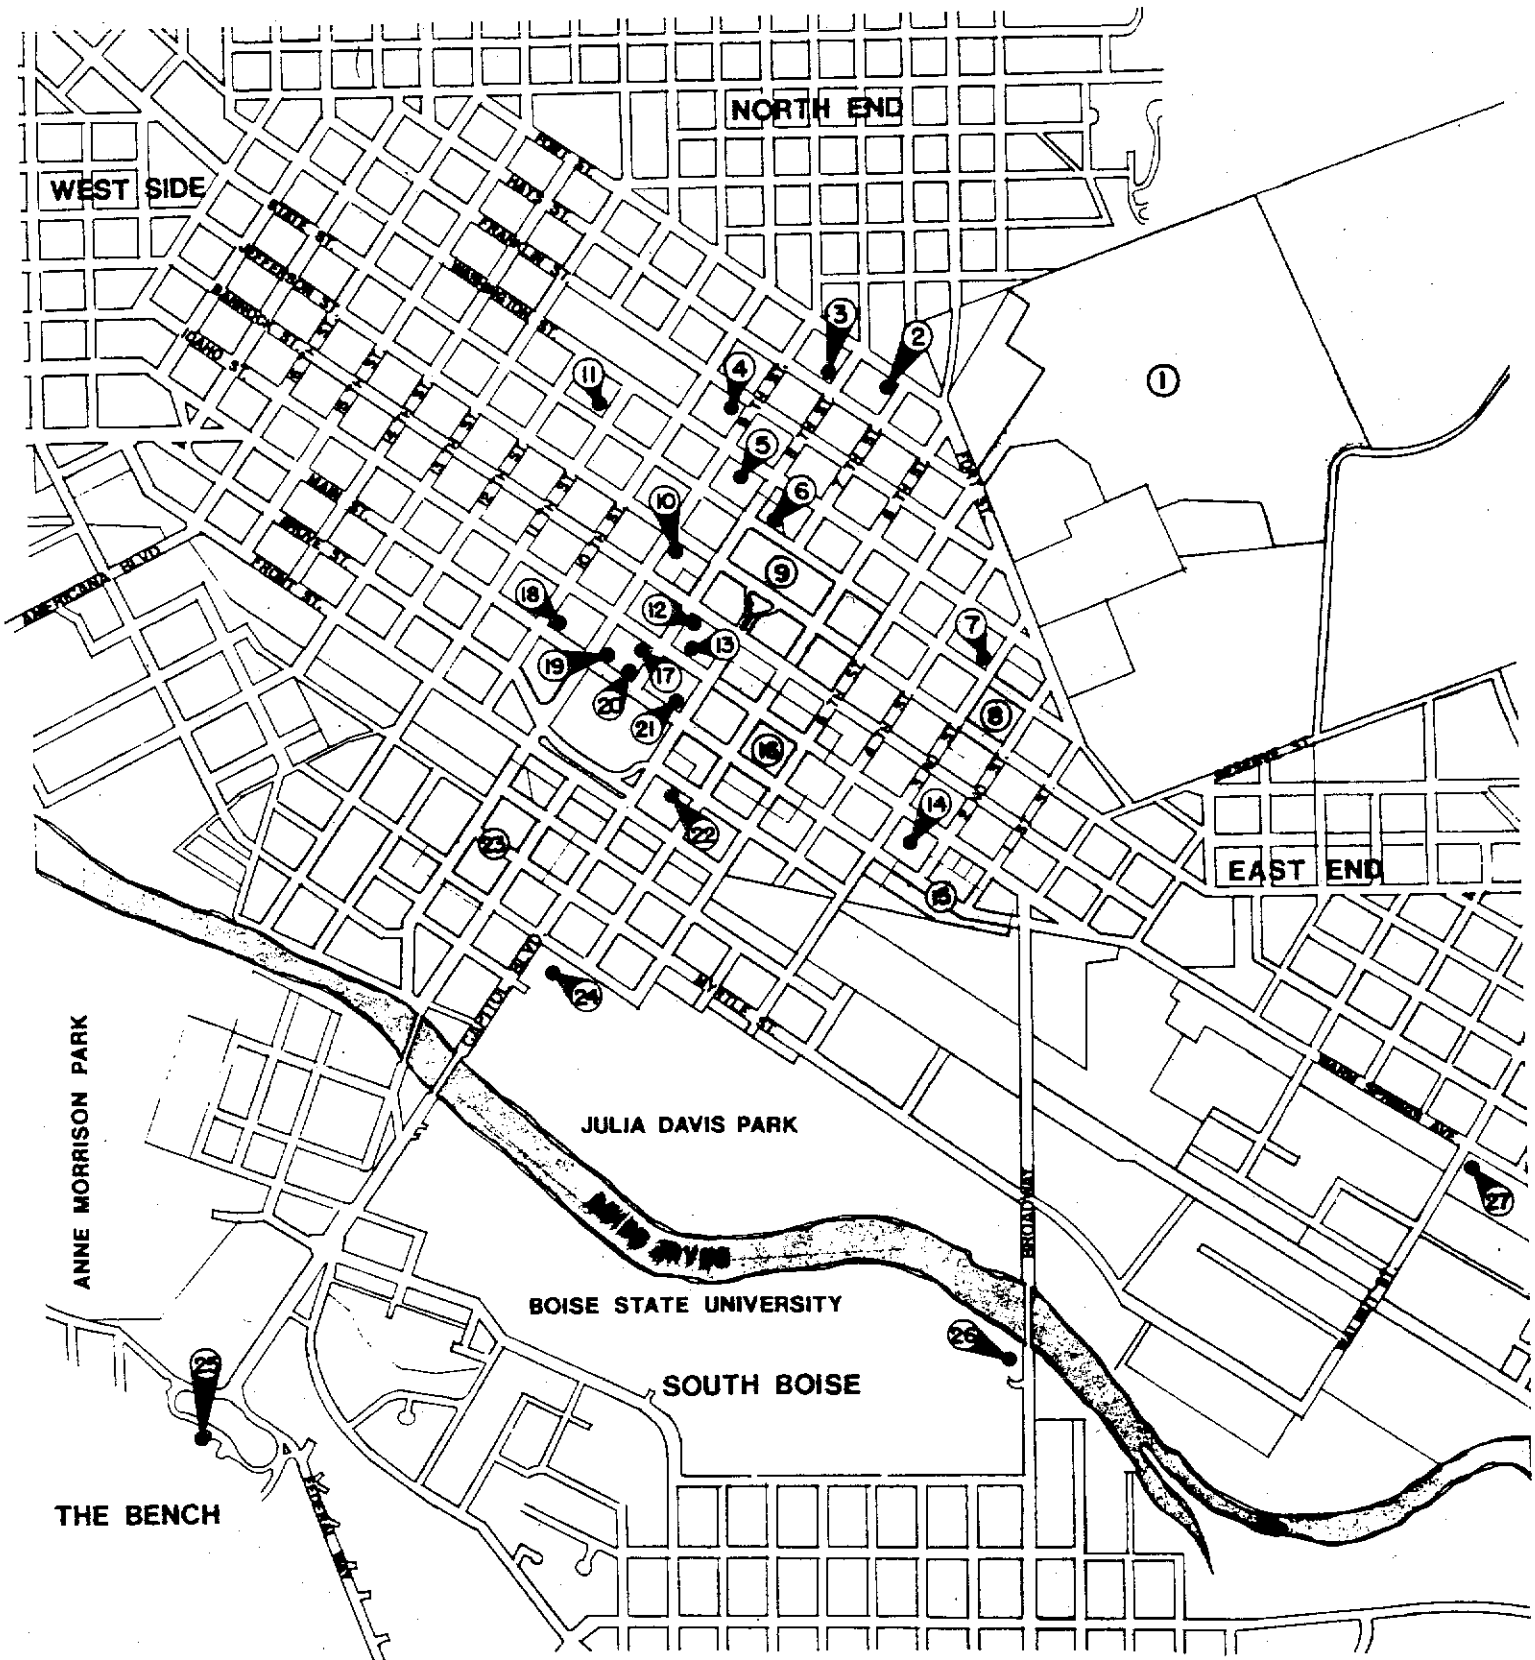 NORTH END
WEST SIDE
FORT ST.
HAYS ST.
FRANKLIN ST.
WASHINGTON ST.
STATE ST.
JEFFERSON ST.
BANNOCK ST.
IDAHO ST.
MAIN ST.
GROVE ST.
FRONT ST.
AMERICANA BLVD
3
2
1
11
4
5
6
10
9
FORT ST.
18
12
13
7
19
17
20
21
8
16
RESERVE ST.
14
22
23
EAST END
15
24
CAPITOL BLVD
MYRTLE ST.
ANNE MORRISON PARK
JULIA DAVIS PARK
WARM SPRINGS AVE.
27
BROADWAY
BOISE STATE UNIVERSITY
26
25
SOUTH BOISE
THE BENCH
FEDERAL WAY